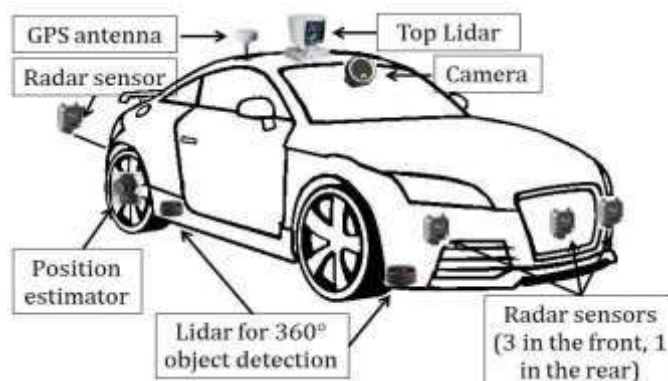 GPS antenna
Top Lidar
Radar sensor
Camera
Position
estimator
Lidar for 360°
object detection
Radar sensors
(3 in the front, 1
in the rear)